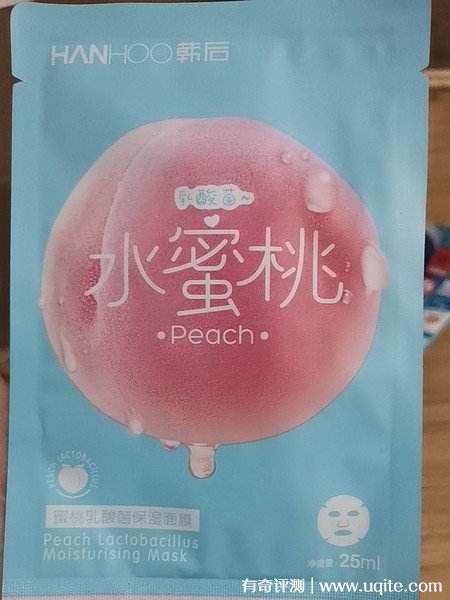 HANHOO韩后
乳酸菌~
水蜜桃
•Peach•
PEACH LACTOBACILLUS
蜜桃乳酸菌保湿面膜
Peach Lactobacillus
Moisturising Mask
净含量: 25ml
有奇评测 | www.uqite.com